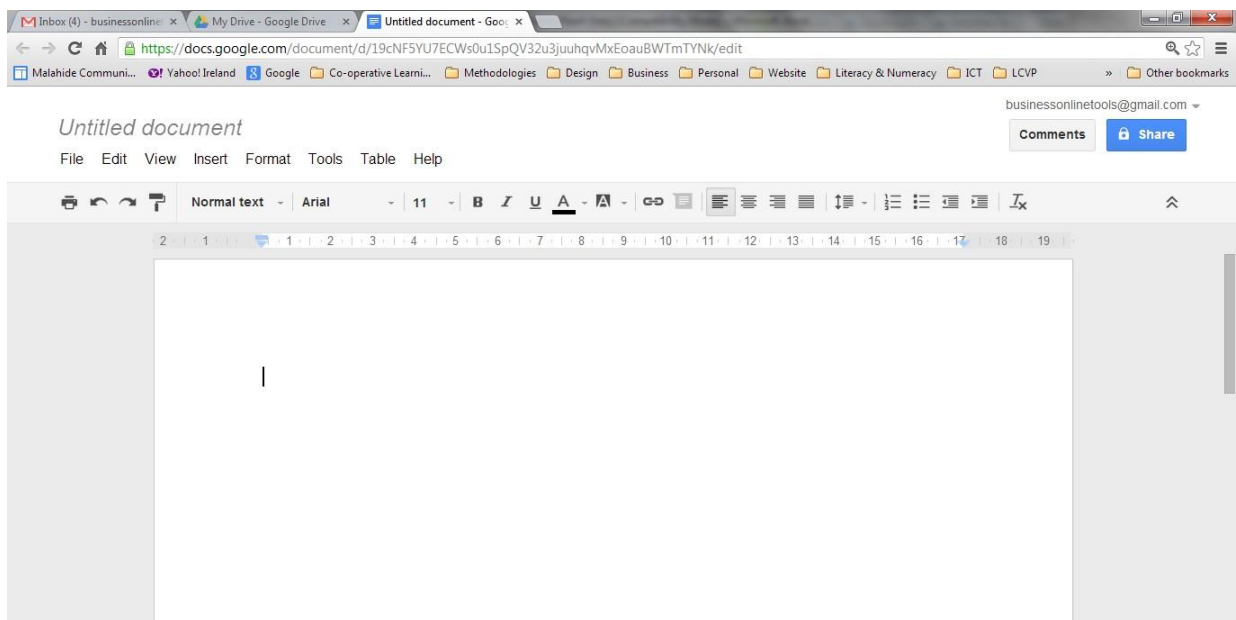 Inbox (4) - businessonline My Drive - Google Drive Untitled document - Goog
https://docs.google.com/document/d/19cNF5YU7ECWs0u1SpQV32u3juuhqvMxEoauBWTmTYNk/edit
Malahide Communi... Yahoo! Ireland Google Co-operative Learni... Methodologies Design Business Personal Website Literacy & Numeracy ICT LCVP » Other bookmarks
businessonlinetools@gmail.com
Untitled document
Comments Share
File Edit View Insert Format Tools Table Help
Normal text Arial 11 B I U A A
2 1 1 2 3 4 5 6 7 8 9 10 11 12 13 14 15 16 17 18 19